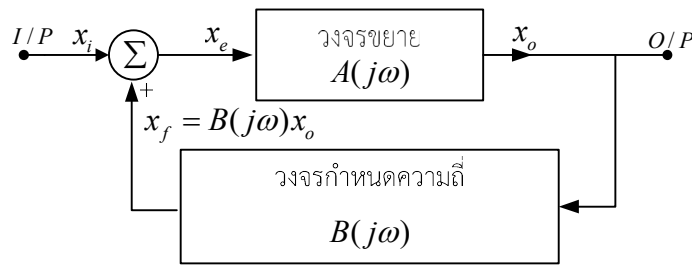 I / P
x_i
Σ
x_e
วงจรขยาย
A(jω)
x_o
O / P
+
x_f = B(jω)x_o
วงจรกำหนดความถี่
B(jω)